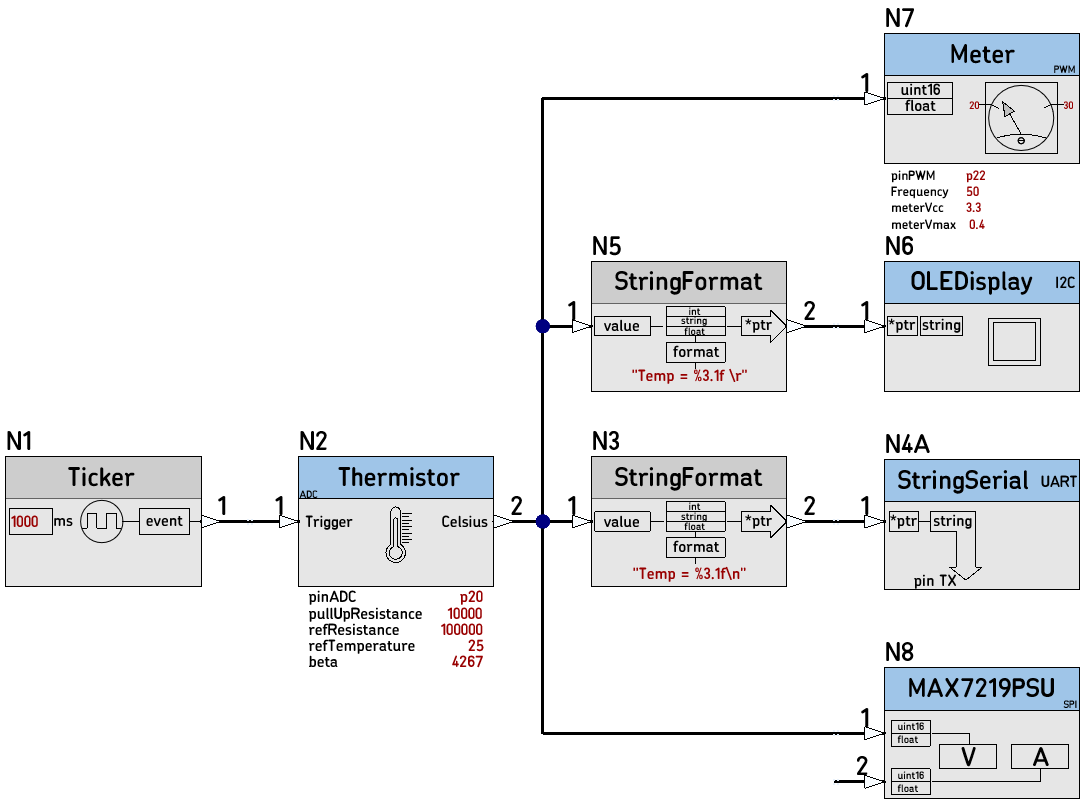 N7
Meter
PWM
1
uint16
float
20
30
pinPWM p22
Frequency 50
meterVcc 3.3
meterVmax 0.4
N5
StringFormat
1
value
int
string
float
*ptr
2
format
"Temp = %3.1f \r"
N6
OLEDisplay I2C
1
*ptr string
N1
Ticker
1000 ms
event
1
N2
Thermistor
ADC
1
Trigger
Celsius
2
pinADC p20
pullUpResistance 10000
refResistance 100000
refTemperature 25
beta 4267
N3
StringFormat
1
value
int
string
float
*ptr
2
format
"Temp = %3.1f\n"
N4A
StringSerial UART
1
*ptr string
pin TX
N8
MAX7219PSU
SPI
1
uint16
float
V A
2
uint16
float